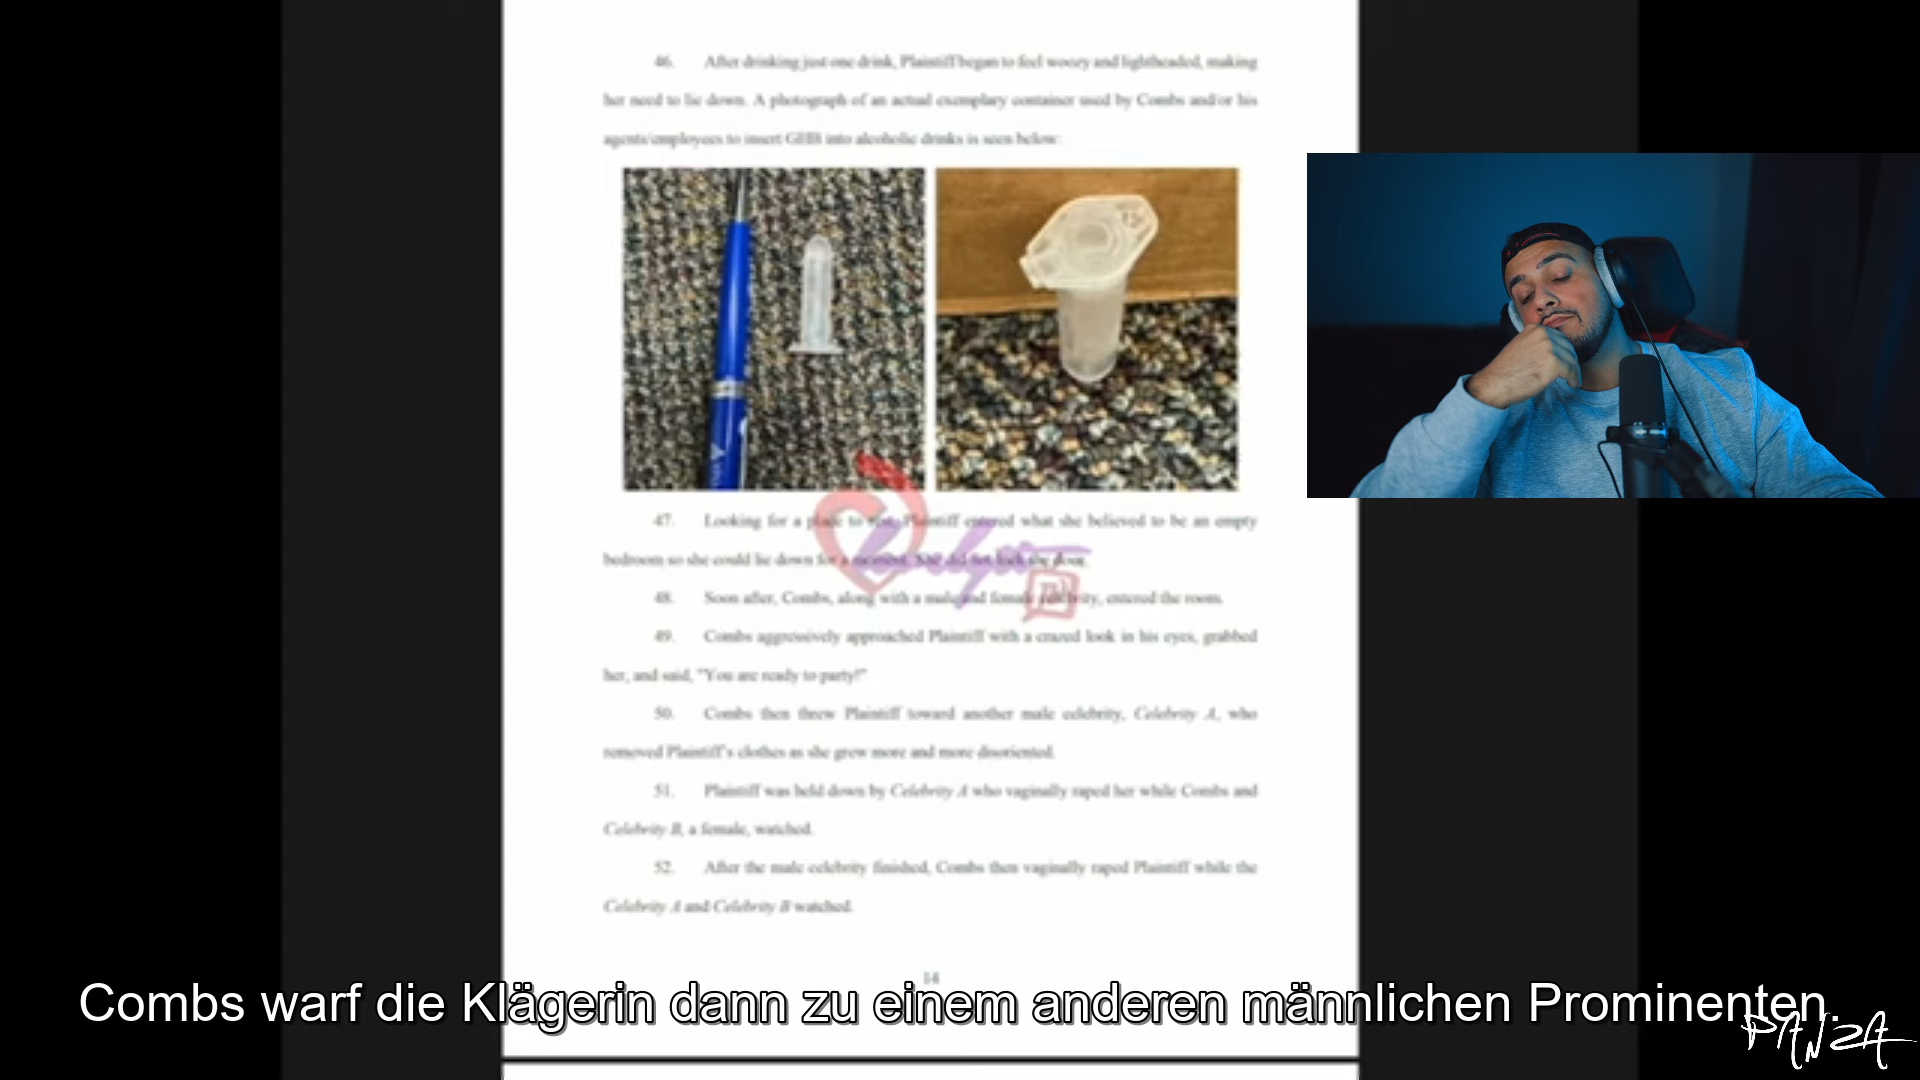 46. After drinking just one drink, Plaintiff began to feel woozy and lightheaded, making
her need to lie down. A photograph of an actual exemplary container used by Combs and/or his
agents/employees to insert GHB into alcoholic drinks is seen below:
47. Looking for a place to rest, Plaintiff entered what she believed to be an empty
bedroom so she could lie down for a moment. She did not lock the door.
48. Soon after, Combs, along with a male and female celebrity, entered the room.
49. Combs aggressively approached Plaintiff with a crazed look in his eyes, grabbed
her, and said, "You are ready to party!"
50. Combs then threw Plaintiff toward another male celebrity, Celebrity A, who
removed Plaintiff's clothes as she grew more and more disoriented.
51. Plaintiff was held down by Celebrity A who vaginally raped her while Combs and
Celebrity B, a female, watched.
52. After the male celebrity finished, Combs then vaginally raped Plaintiff while the
Celebrity A and Celebrity B watched.
14
Combs warf die Klägerin dann zu einem anderen männlichen Prominenten.
PANZA